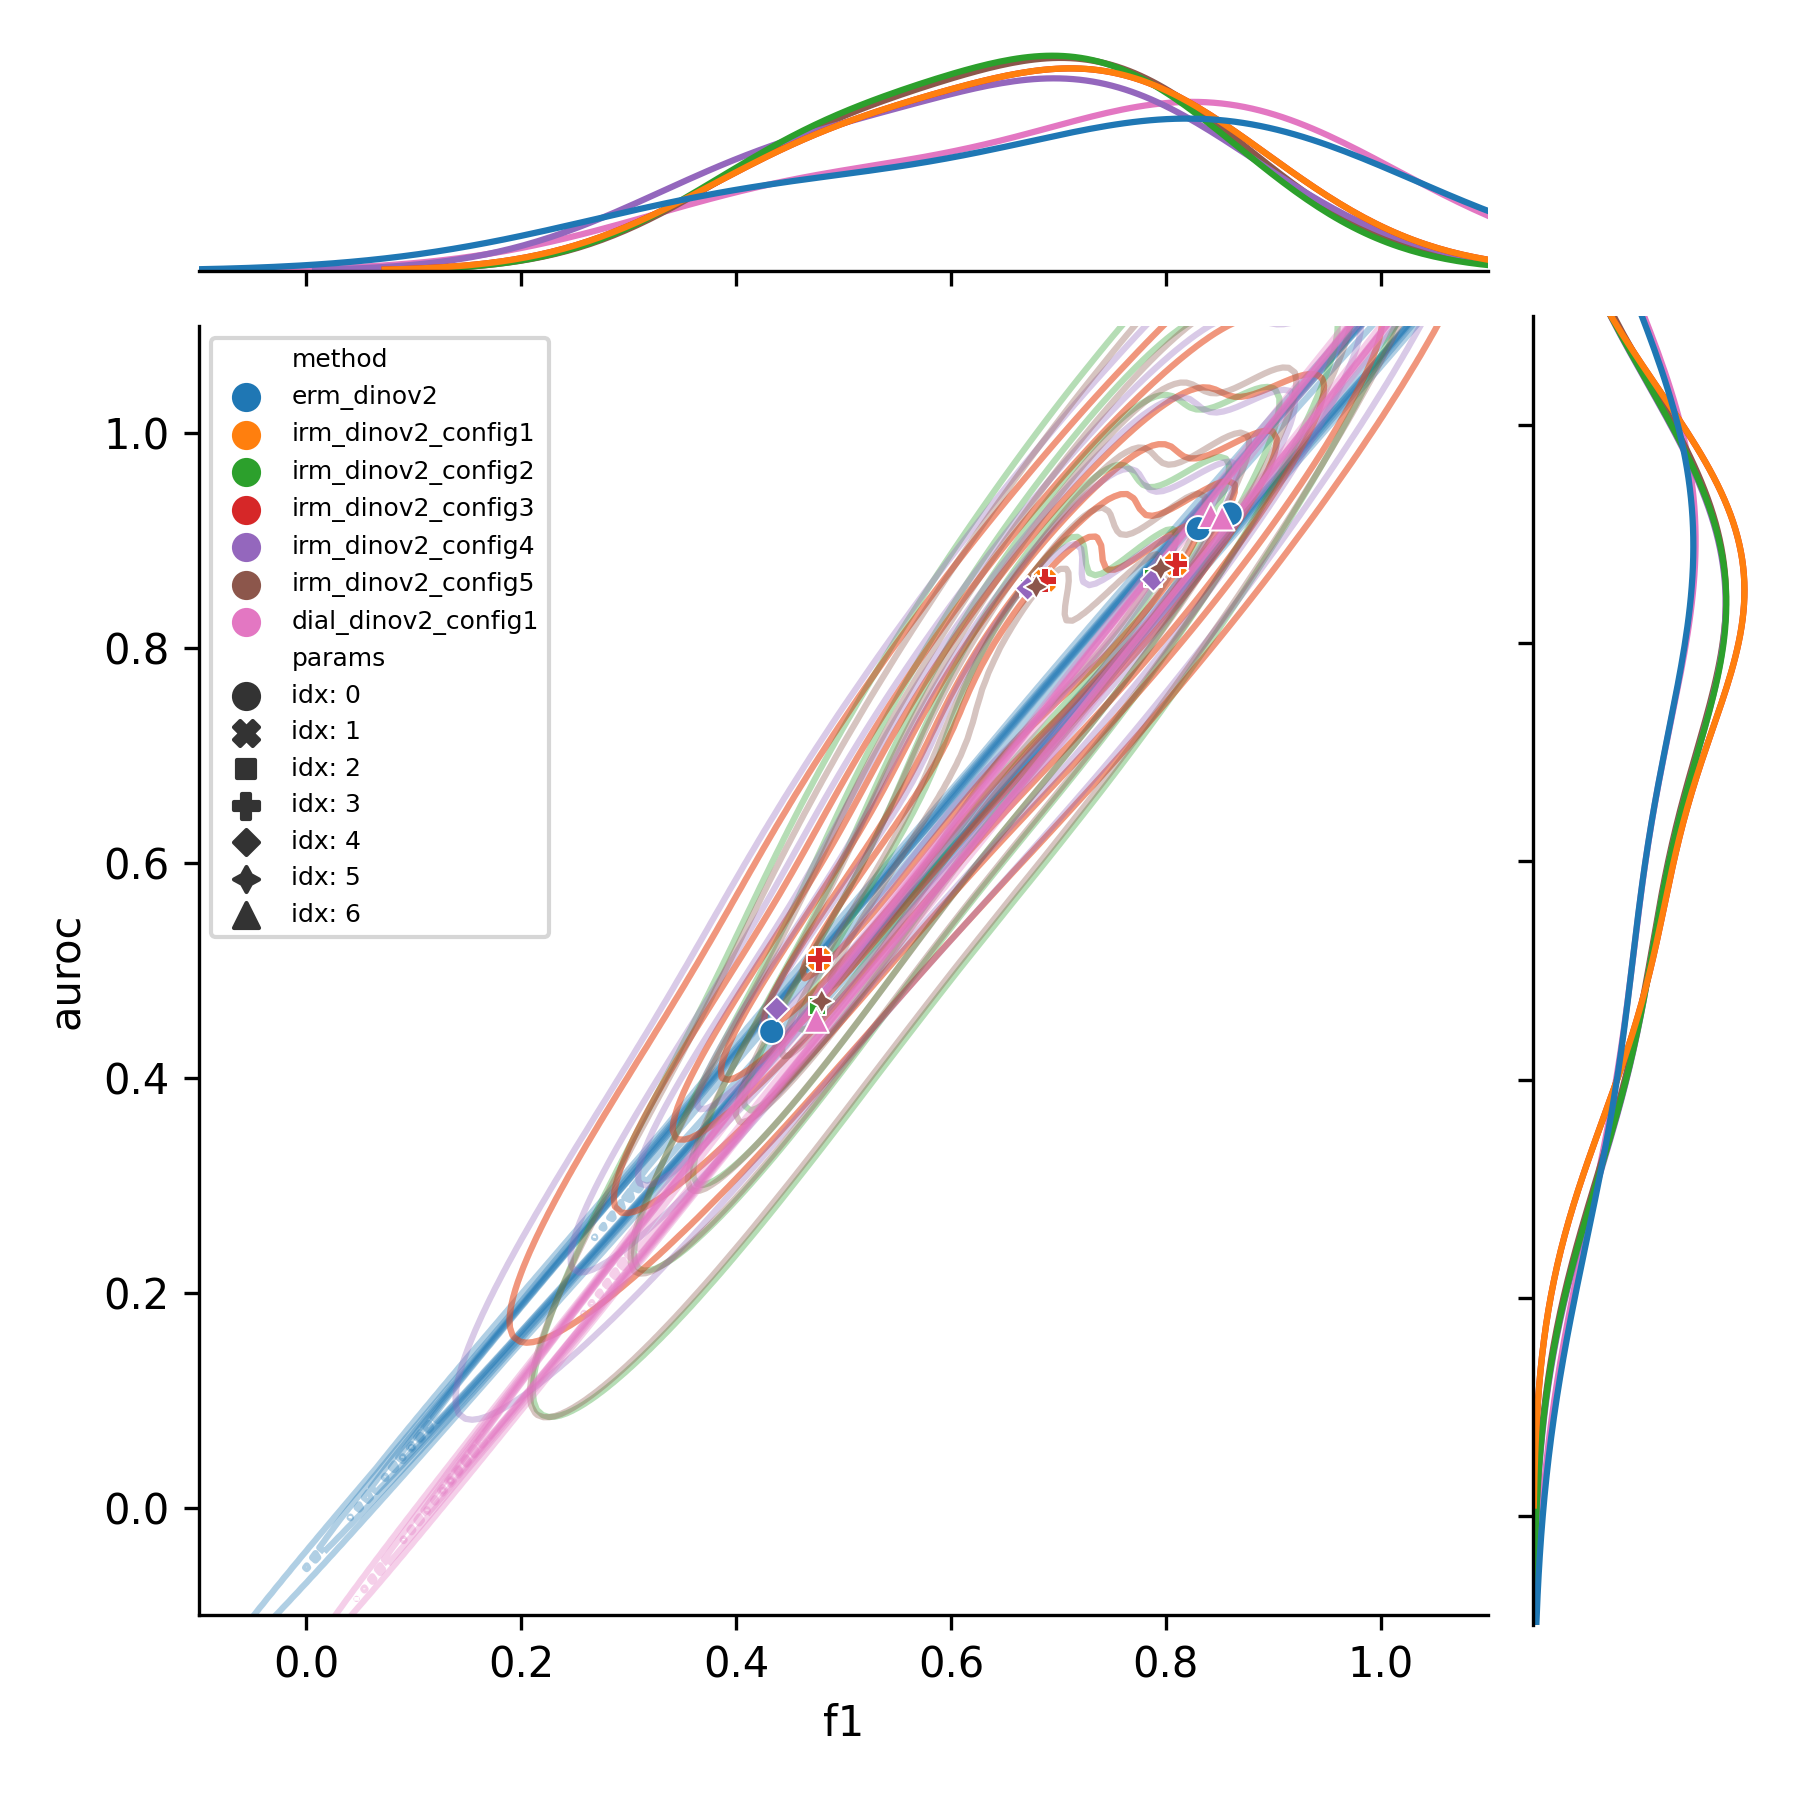 method
erm_dinov2
irm_dinov2_config1
irm_dinov2_config2
irm_dinov2_config3
irm_dinov2_config4
irm_dinov2_config5
dial_dinov2_config1
params
idx: 0
idx: 1
idx: 2
idx: 3
idx: 4
idx: 5
idx: 6
1.0
0.8
0.6
0.4
0.2
0.0
auroc
0.0 0.2 0.4 0.6 0.8 1.0
f1